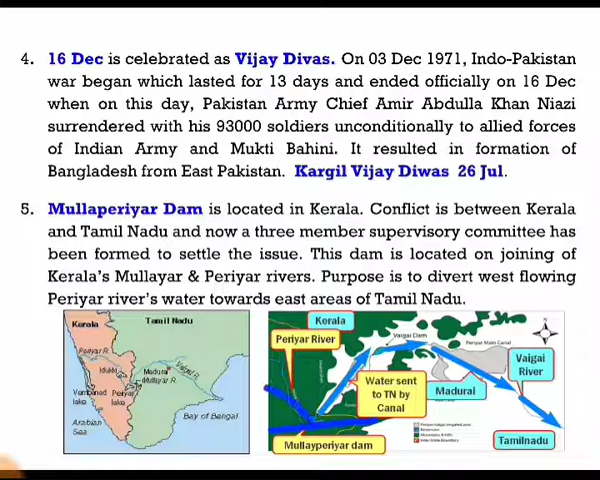 4. 16 Dec is celebrated as Vijay Divas. On 03 Dec 1971, Indo-Pakistan
war began which lasted for 13 days and ended officially on 16 Dec
when on this day, Pakistan Army Chief Amir Abdulla Khan Niazi
surrendered with his 93000 soldiers unconditionally to allied forces
of Indian Army and Mukti Bahini. It resulted in formation of
Bangladesh from East Pakistan. Kargil Vijay Diwas 26 Jul.
5. Mullaperiyar Dam is located in Kerala. Conflict is between Kerala
and Tamil Nadu and now a three member supervisory committee has
been formed to settle the issue. This dam is located on joining of
Kerala's Mullayar & Periyar rivers. Purpose is to divert west flowing
Periyar river's water towards east areas of Tamil Nadu.
Kerala
Tamil Nadu
Periyar R.
Idukki
Madurai
Mullayar R.
Vaigai R.
Periyar
lake
lake
Arabian
Sea
Bay of Bengal
Kerala
Periyar River
Vaigai Dam
Periyar Main Canal
N
Vaigai
River
Water sent
to TN by
Canal
Madurai
Mullayperiyar dam
Tamilnadu